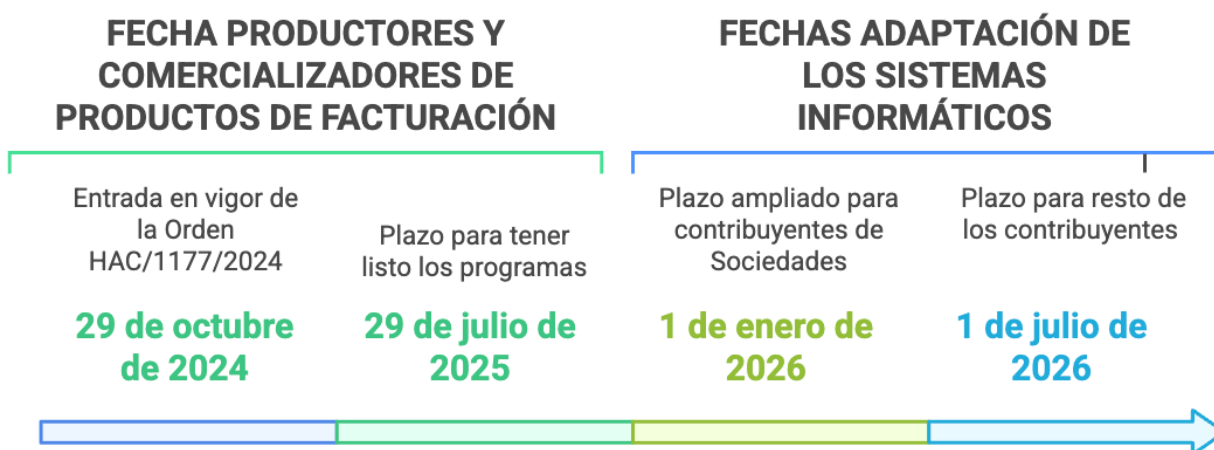 FECHA PRODUCTORES Y
COMERCIALIZADORES DE
PRODUCTOS DE FACTURACIÓN
Entrada en vigor de
la Orden
HAC/1177/2024
29 de octubre
de 2024
Plazo para tener
listo los programas
29 de julio de
2025
FECHAS ADAPTACIÓN DE
LOS SISTEMAS
INFORMÁTICOS
Plazo ampliado para
contribuyentes de
Sociedades
1 de enero de
2026
Plazo para resto de
los contribuyentes
1 de julio de
2026